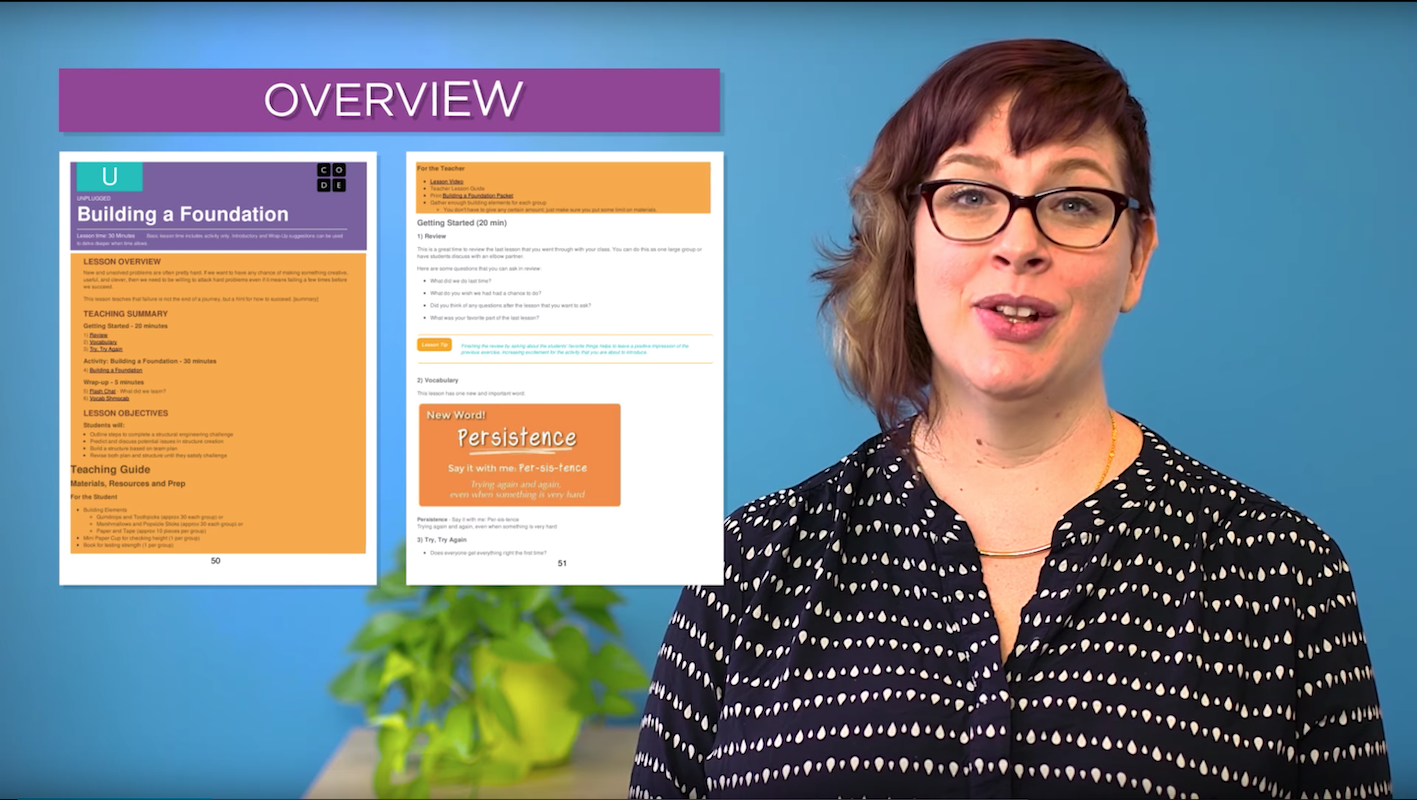 OVERVIEW
U
C O
D E
UNPLUGGED
Building a Foundation
Lesson time: 30 Minutes Basic lesson time includes activity only. Introductory and Wrap-Up suggestions can be used
to delve deeper when time allows.
LESSON OVERVIEW
New and unsolved problems are often pretty hard. If we want to have any chance of making something creative,
useful, and clever, then we need to be willing to attack hard problems even if it means failing a few times before
we succeed.
This lesson teaches that failure is not the end of a journey, but a hint for how to succeed. [summary]
TEACHING SUMMARY
Getting Started - 20 minutes
1) Review
2) Vocabulary
3) Try, Try Again
Activity: Building a Foundation - 30 minutes
4) Building a Foundation
Wrap-up - 5 minutes
5) Flash Chat - What did we learn?
6) Vocab Shmocab
LESSON OBJECTIVES
Students will:
• Outline steps to complete a structural engineering challenge
• Predict and discuss potential issues in structure creation
• Build a structure based on team plan
• Revise both plan and structure until they satisfy challenge
Teaching Guide
Materials, Resources and Prep
For the Student
• Building Elements
• Gumdrops and Toothpicks (approx 30 each group) or
• Marshmallows and Popsicle Sticks (approx 30 each group) or
• Paper and Tape (approx 10 pieces per group)
• Mini Paper Cup for checking height (1 per group)
• Book for testing strength (1 per group)
50
For the Teacher
• Lesson Video
• Teacher Lesson Guide
• Print Building a Foundation Packet
• Gather enough building elements for each group
• You don't have to give any certain amount, just make sure you put some limit on materials.
Getting Started (20 min)
1) Review
This is a great time to review the last lesson that you went through with your class. You can do this as one large group or
have students discuss with an elbow partner.
Here are some questions that you can ask in review:
• What did we do last time?
• What do you wish we had had a chance to do?
• Did you think of any questions after the lesson that you want to ask?
• What was your favorite part of the last lesson?
Lesson Tip
Finishing the review by asking about the students' favorite things helps to leave a positive impression of the
previous exercise, increasing excitement for the activity that you are about to introduce.
2) Vocabulary
This lesson has one new and important word:
New Word!
Persistence
Say it with me: Per-sis-tence
Trying again and again,
even when something is very hard
Persistence - Say it with me: Per-sis-tence
Trying again and again, even when something is very hard
3) Try, Try Again
• Does everyone get everything right the first time?
51